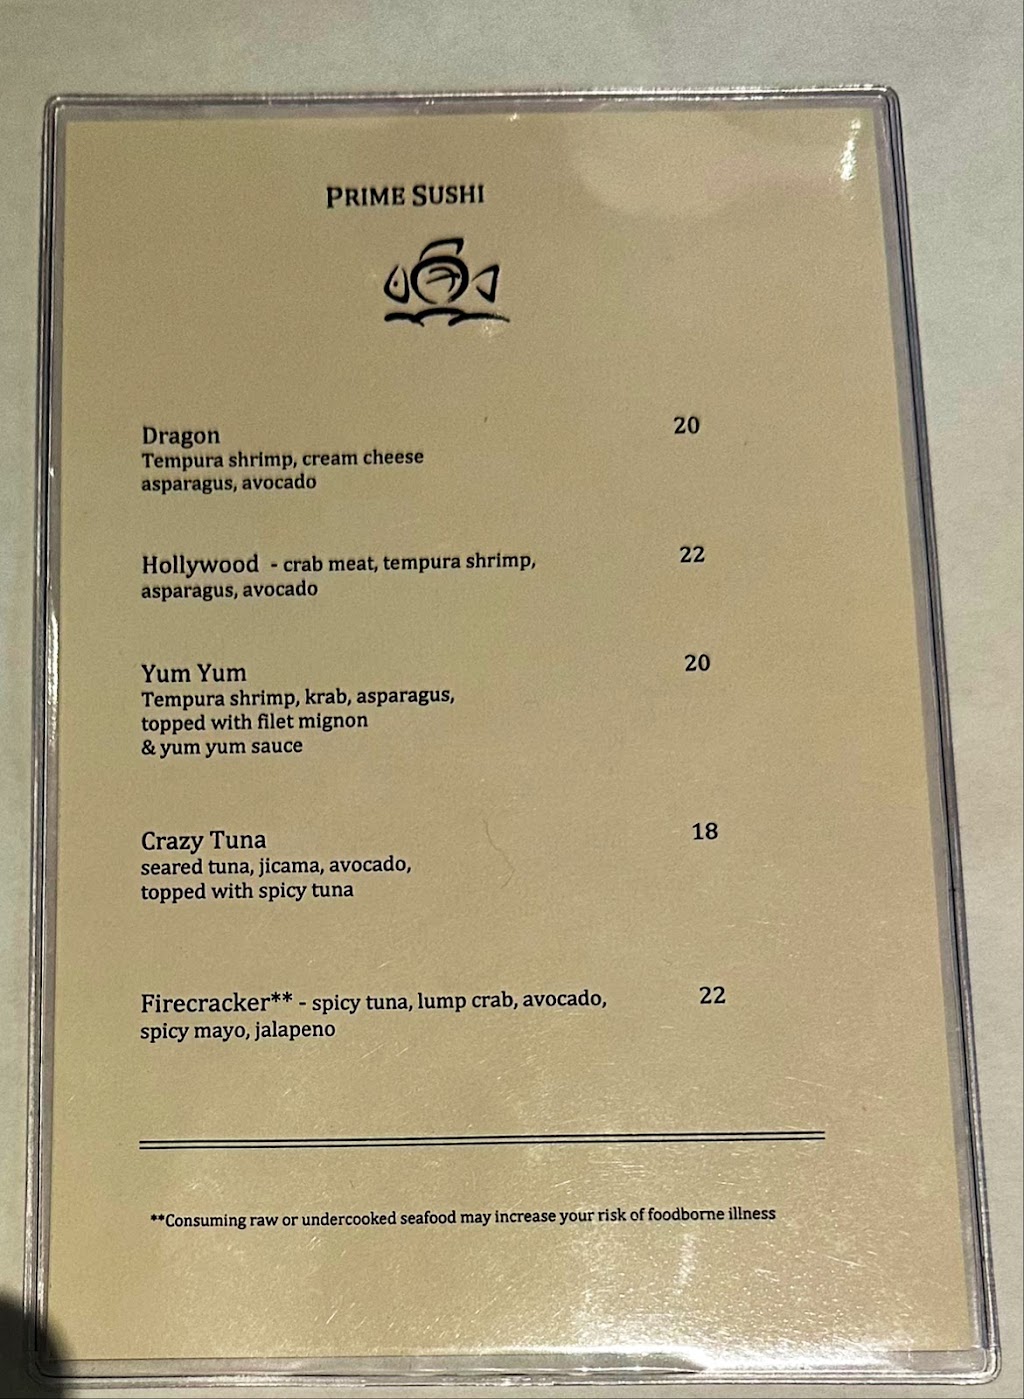 PRIME SUSHI
Dragon 20
Tempura shrimp, cream cheese
asparagus, avocado
Hollywood - crab meat, tempura shrimp, 22
asparagus, avocado
Yum Yum 20
Tempura shrimp, krab, asparagus,
topped with filet mignon
& yum yum sauce
Crazy Tuna 18
seared tuna, jicama, avocado,
topped with spicy tuna
Firecracker** - spicy tuna, lump crab, avocado, 22
spicy mayo, jalapeno
**Consuming raw or undercooked seafood may increase your risk of foodborne illness